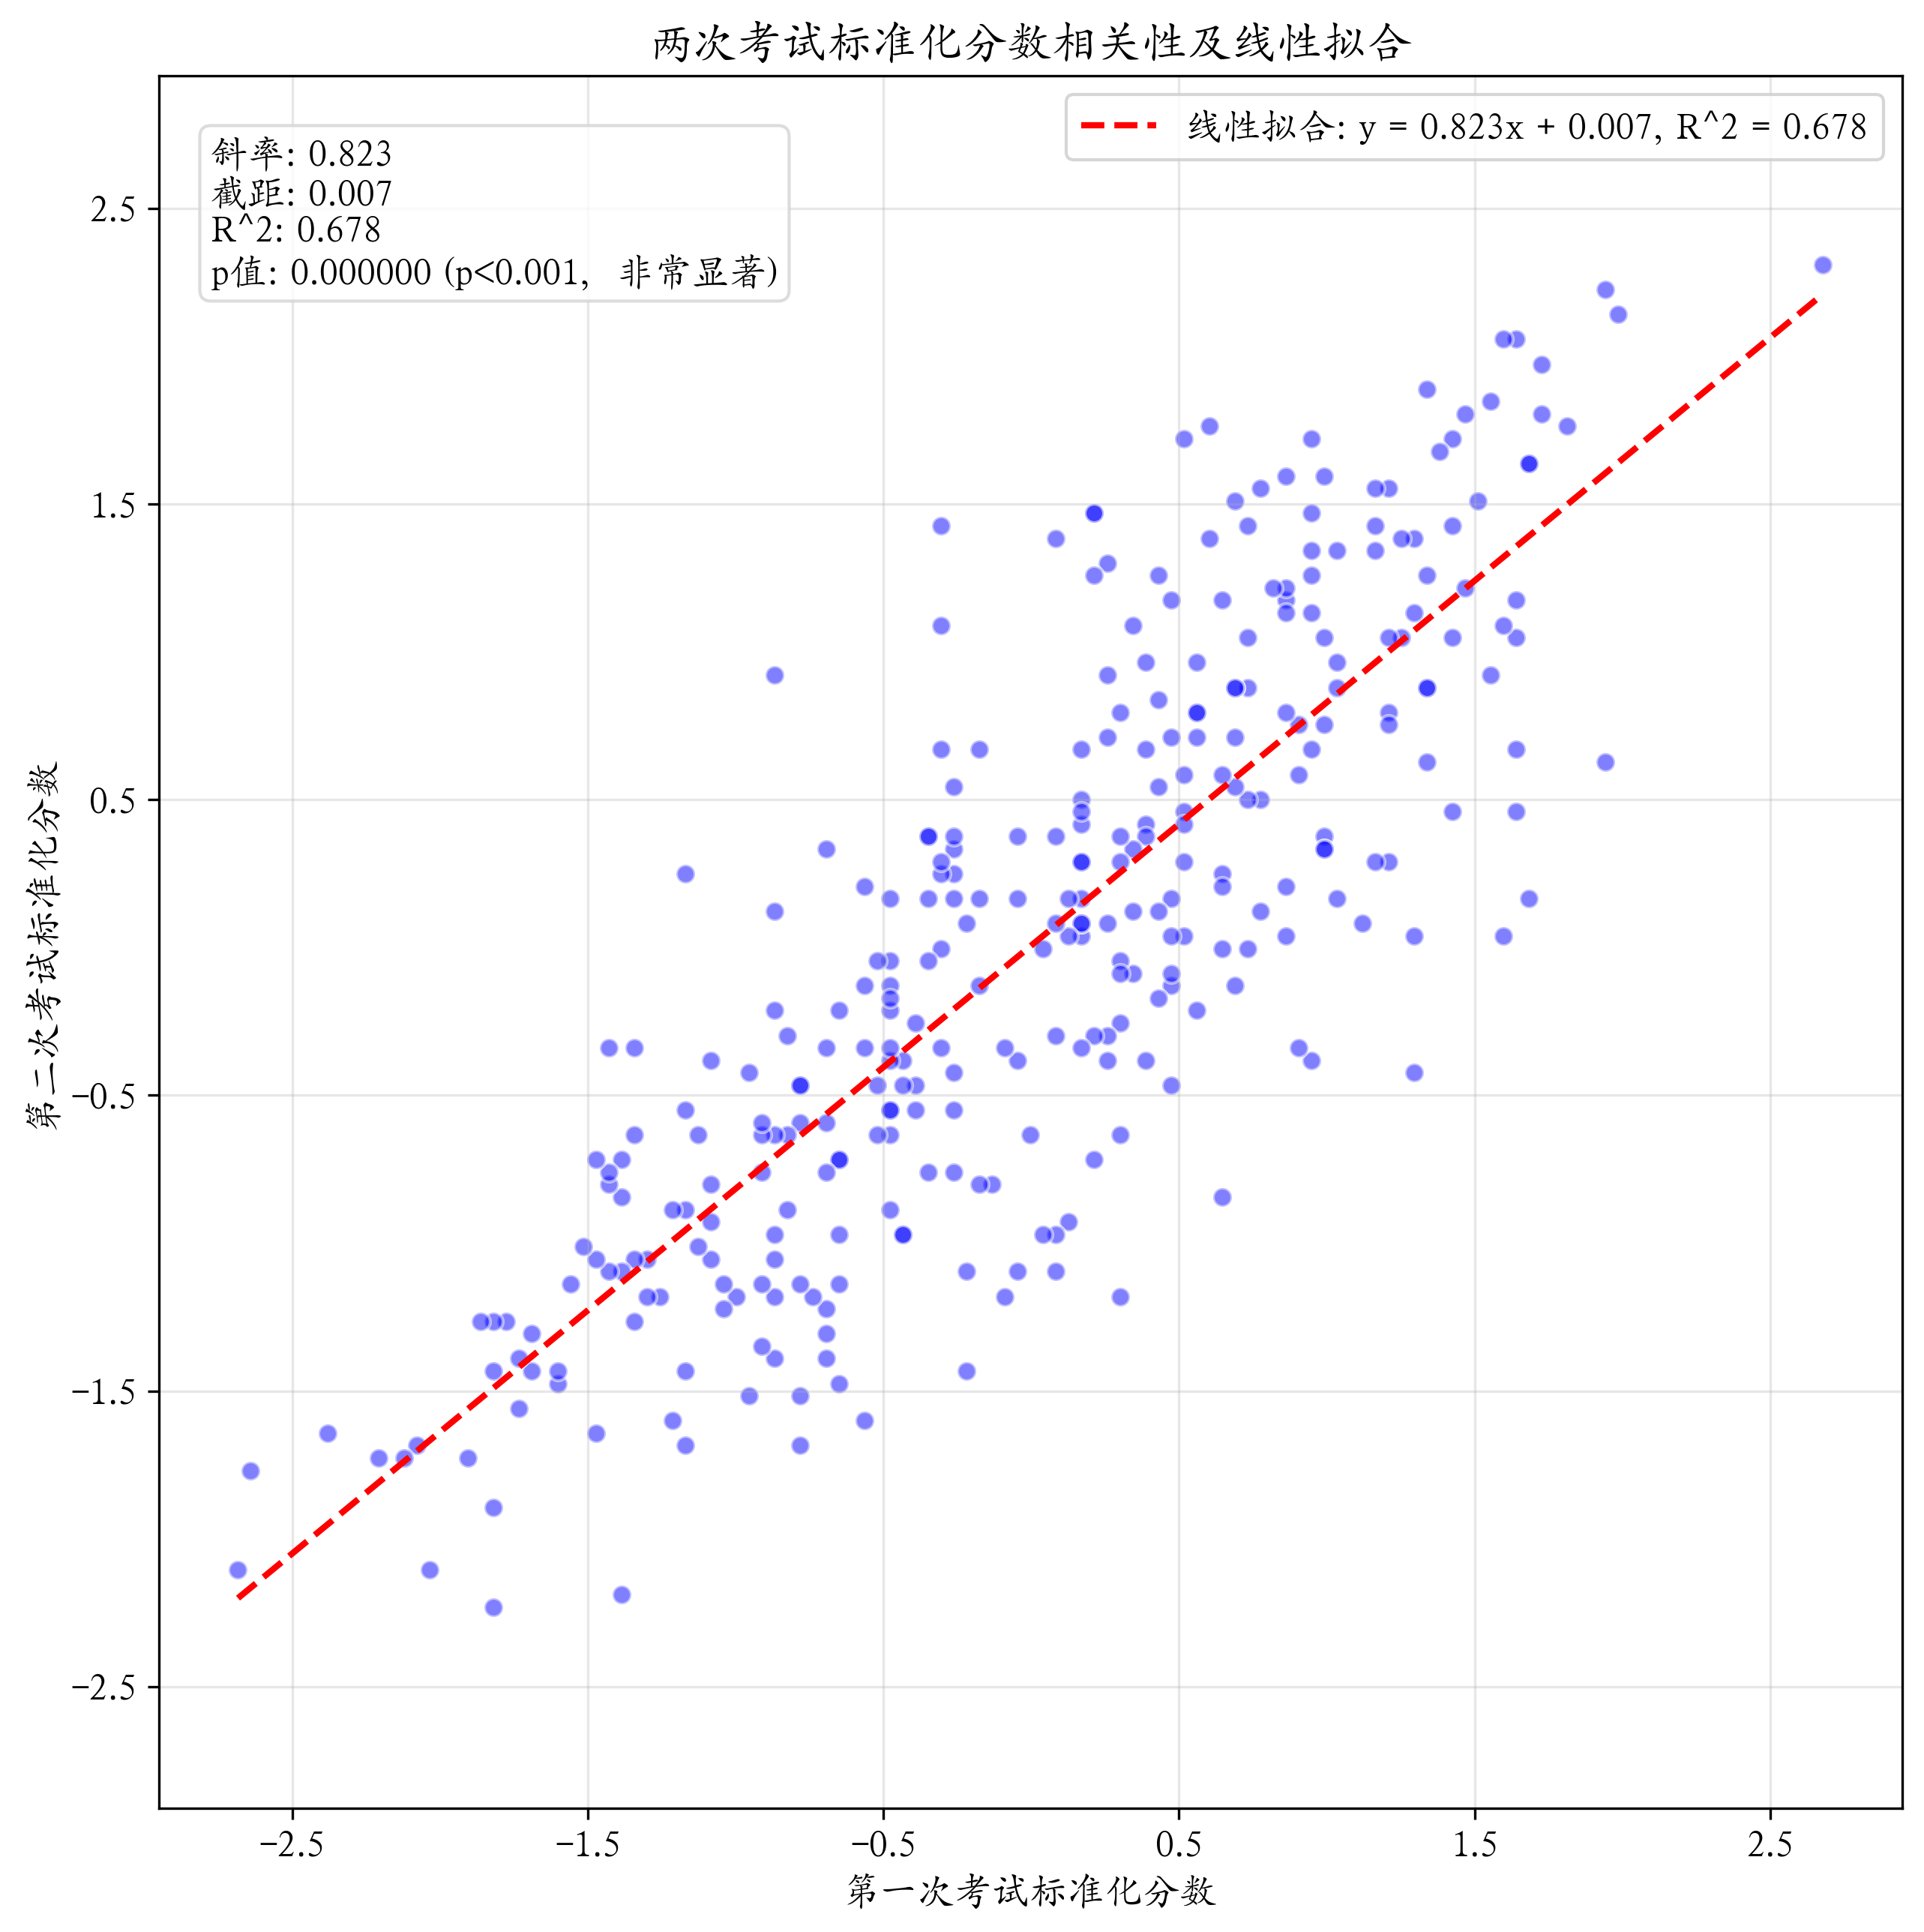 两次考试标准化分数相关性及线性拟合
线性拟合: y = 0.823x + 0.007, R^2 = 0.678
斜率: 0.823
截距: 0.007
R^2: 0.678
p值: 0.000000 (p<0.001, 非常显著)
2.5
1.5
0.5
−0.5
−1.5
−2.5
第二次考试标准化分数
−2.5 −1.5 −0.5 0.5 1.5 2.5
第一次考试标准化分数